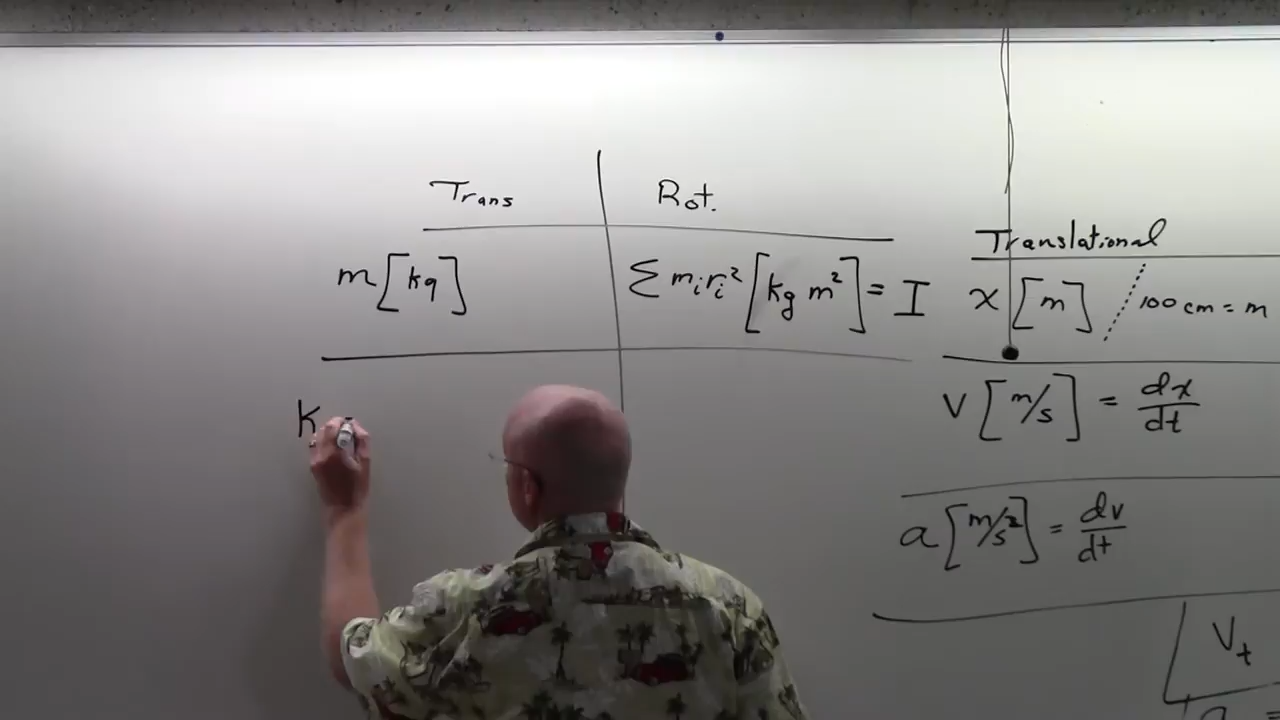 Trans Rot.
m [kg] Σ mᵢrᵢ² [kg m²] = I
K
Translational
x [m] / 100 cm = m
v [m/s] = dx/dt
a [m/s²] = dv/dt
Vt